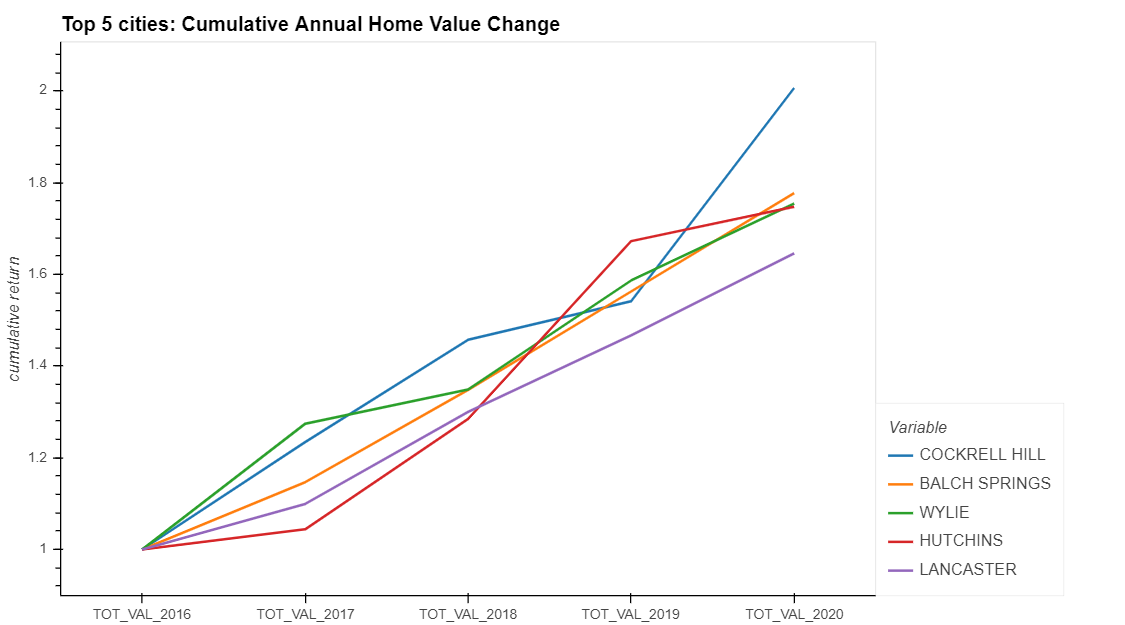 Top 5 cities: Cumulative Annual Home Value Change
cumulative return
2
1.8
1.6
1.4
1.2
1
TOT_VAL_2016
TOT_VAL_2017
TOT_VAL_2018
TOT_VAL_2019
TOT_VAL_2020
Variable
COCKRELL HILL
BALCH SPRINGS
WYLIE
HUTCHINS
LANCASTER